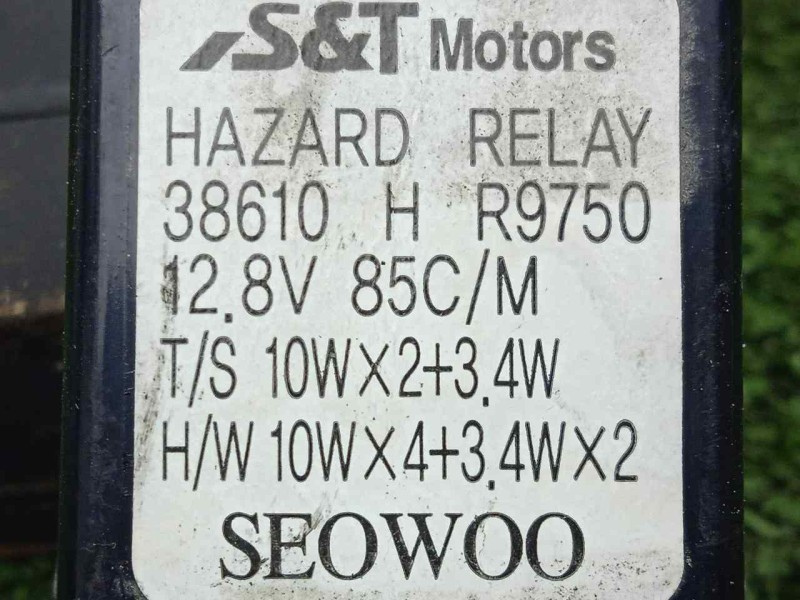 S&T Motors
HAZARD RELAY
38610 H R9750
12.8V 85C/M
T/S 10W×2+3.4W
H/W 10W×4+3.4W×2
SEOWOO